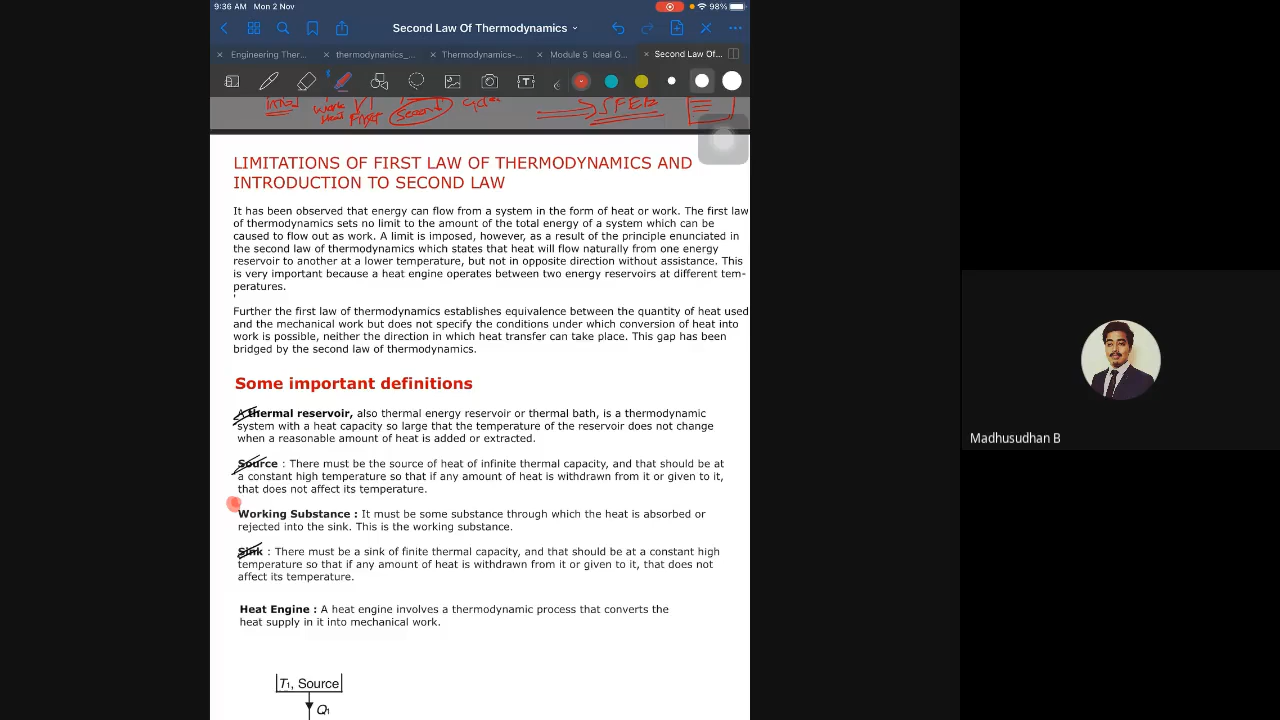 9:36 AM Mon 2 Nov
98%
Second Law Of Thermodynamics
Engineering Ther...
thermodynamics_...
Thermodynamics-...
Module 5 Ideal G...
Second Law Of...
T
Work
Heat First Second SFEE
LIMITATIONS OF FIRST LAW OF THERMODYNAMICS AND
INTRODUCTION TO SECOND LAW
It has been observed that energy can flow from a system in the form of heat or work. The first law
of thermodynamics sets no limit to the amount of the total energy of a system which can be
caused to flow out as work. A limit is imposed, however, as a result of the principle enunciated in
the second law of thermodynamics which states that heat will flow naturally from one energy
reservoir to another at a lower temperature, but not in opposite direction without assistance. This
is very important because a heat engine operates between two energy reservoirs at different tem-
peratures.
Further the first law of thermodynamics establishes equivalence between the quantity of heat used
and the mechanical work but does not specify the conditions under which conversion of heat into
work is possible, neither the direction in which heat transfer can take place. This gap has been
bridged by the second law of thermodynamics.
Some important definitions
A thermal reservoir, also thermal energy reservoir or thermal bath, is a thermodynamic
system with a heat capacity so large that the temperature of the reservoir does not change
when a reasonable amount of heat is added or extracted.
Source : There must be the source of heat of infinite thermal capacity, and that should be at
a constant high temperature so that if any amount of heat is withdrawn from it or given to it,
that does not affect its temperature.
Working Substance : It must be some substance through which the heat is absorbed or
rejected into the sink. This is the working substance.
Sink : There must be a sink of finite thermal capacity, and that should be at a constant high
temperature so that if any amount of heat is withdrawn from it or given to it, that does not
affect its temperature.
Heat Engine : A heat engine involves a thermodynamic process that converts the
heat supply in it into mechanical work.
T1, Source
Q1
Madhusudhan B